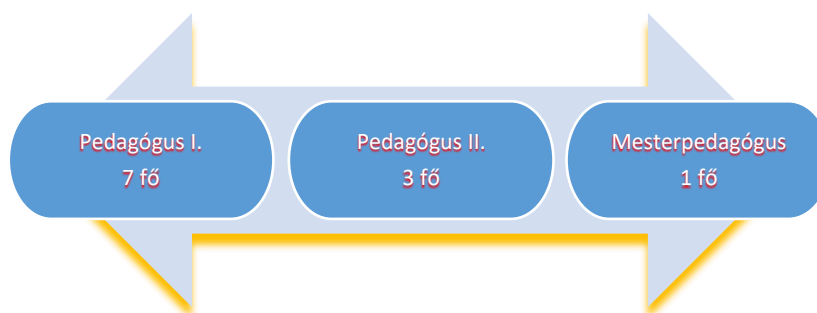 Pedagógus I.
7 fő
Pedagógus II.
3 fő
Mesterpedagógus
1 fő